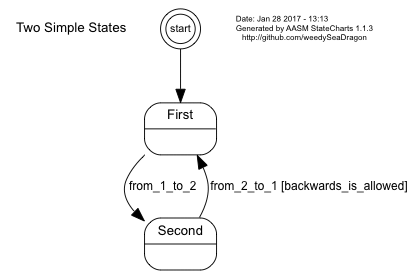 Two Simple States
start
Date: Jan 28 2017 - 13:13
Generated by AASM StateCharts 1.1.3
http://github.com/weedySeaDragon
First
from_1_to_2
from_2_to_1 [backwards_is_allowed]
Second